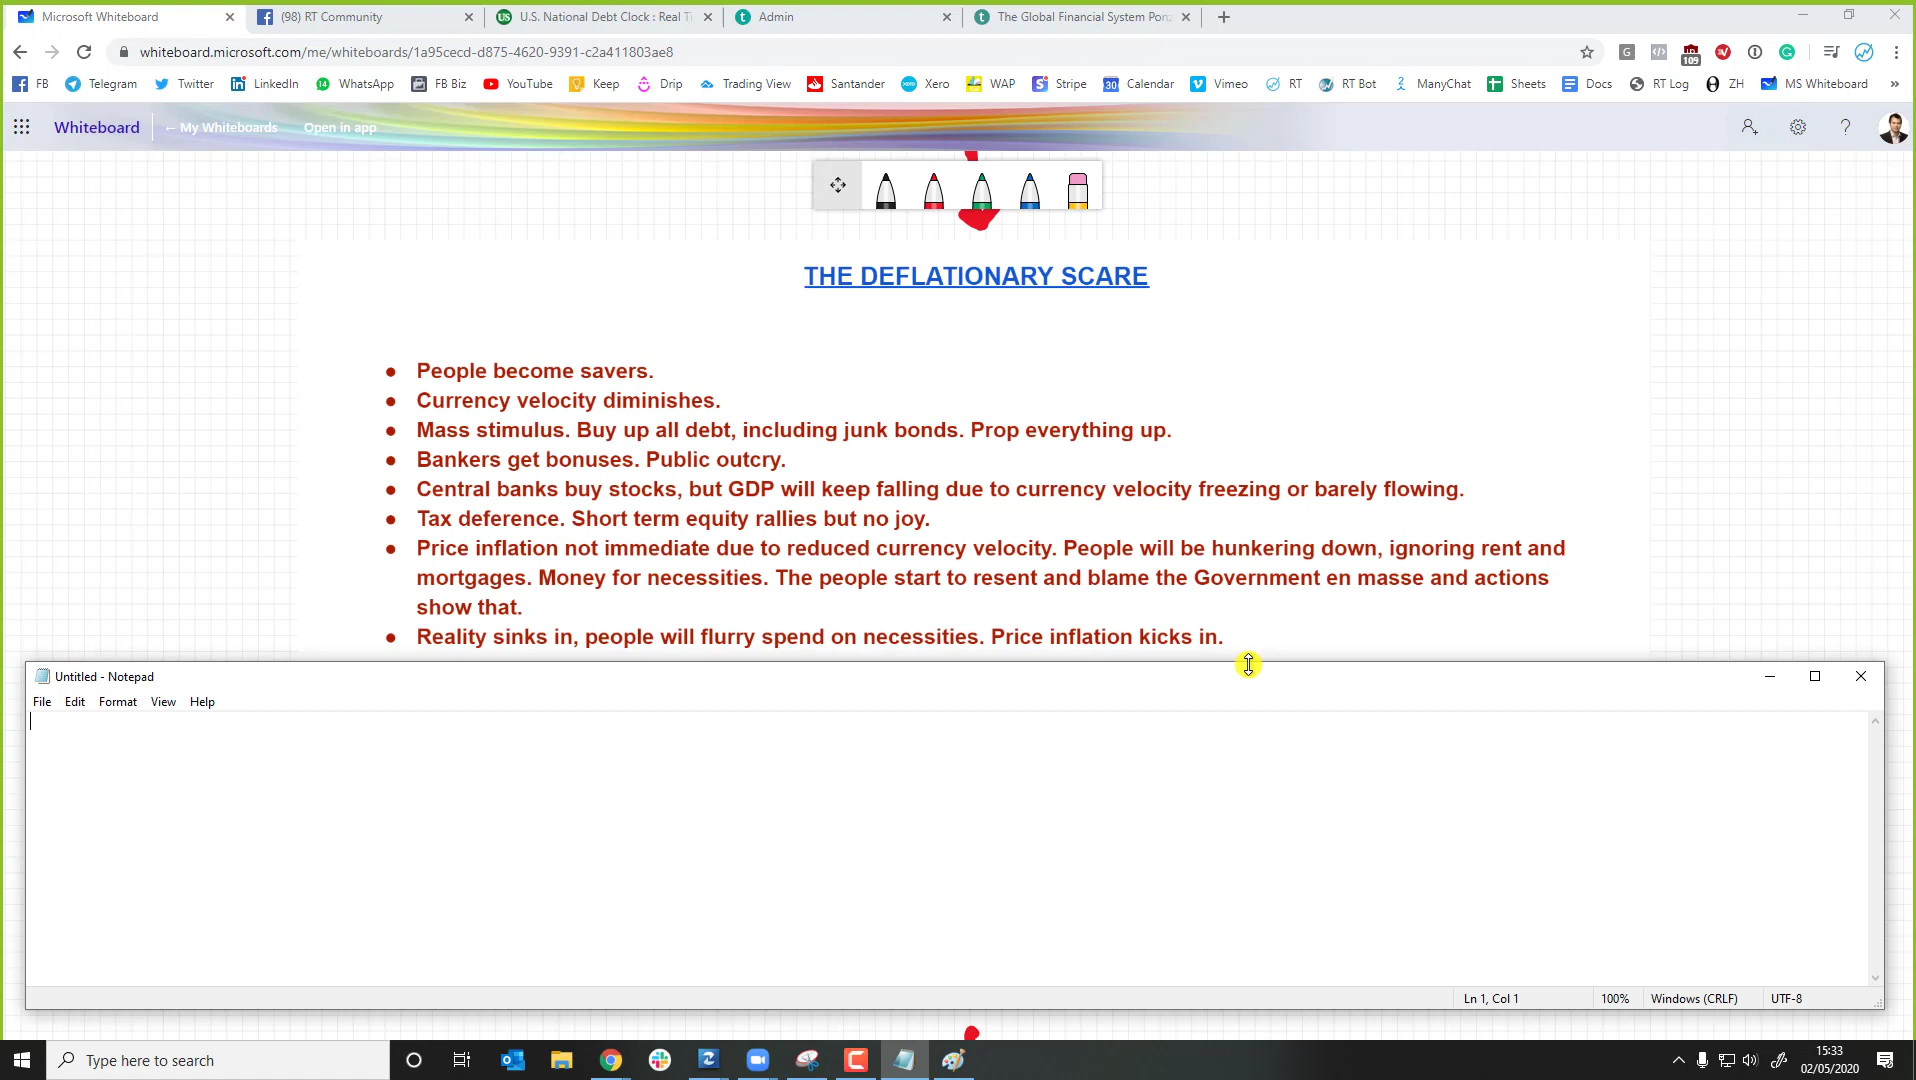 Microsoft Whiteboard
(98) RT Community
U.S. National Debt Clock : Real T
Admin
The Global Financial System Ponz
whiteboard.microsoft.com/me/whiteboards/1a95cecd-d875-4620-9391-c2a411803ae8
109
FB Telegram Twitter LinkedIn 14 WhatsApp FB Biz YouTube Keep Drip Trading View Santander Xero WAP Stripe 30 Calendar Vimeo RT RT Bot ManyChat Sheets Docs RT Log ZH MS Whiteboard »
Whiteboard ← My Whiteboards Open in app
THE DEFLATIONARY SCARE
● People become savers.
● Currency velocity diminishes.
● Mass stimulus. Buy up all debt, including junk bonds. Prop everything up.
● Bankers get bonuses. Public outcry.
● Central banks buy stocks, but GDP will keep falling due to currency velocity freezing or barely flowing.
● Tax deference. Short term equity rallies but no joy.
● Price inflation not immediate due to reduced currency velocity. People will be hunkering down, ignoring rent and
mortgages. Money for necessities. The people start to resent and blame the Government en masse and actions
show that.
● Reality sinks in, people will flurry spend on necessities. Price inflation kicks in.
Untitled - Notepad
File Edit Format View Help
Ln 1, Col 1 100% Windows (CRLF) UTF-8
Type here to search
15:33
02/05/2020